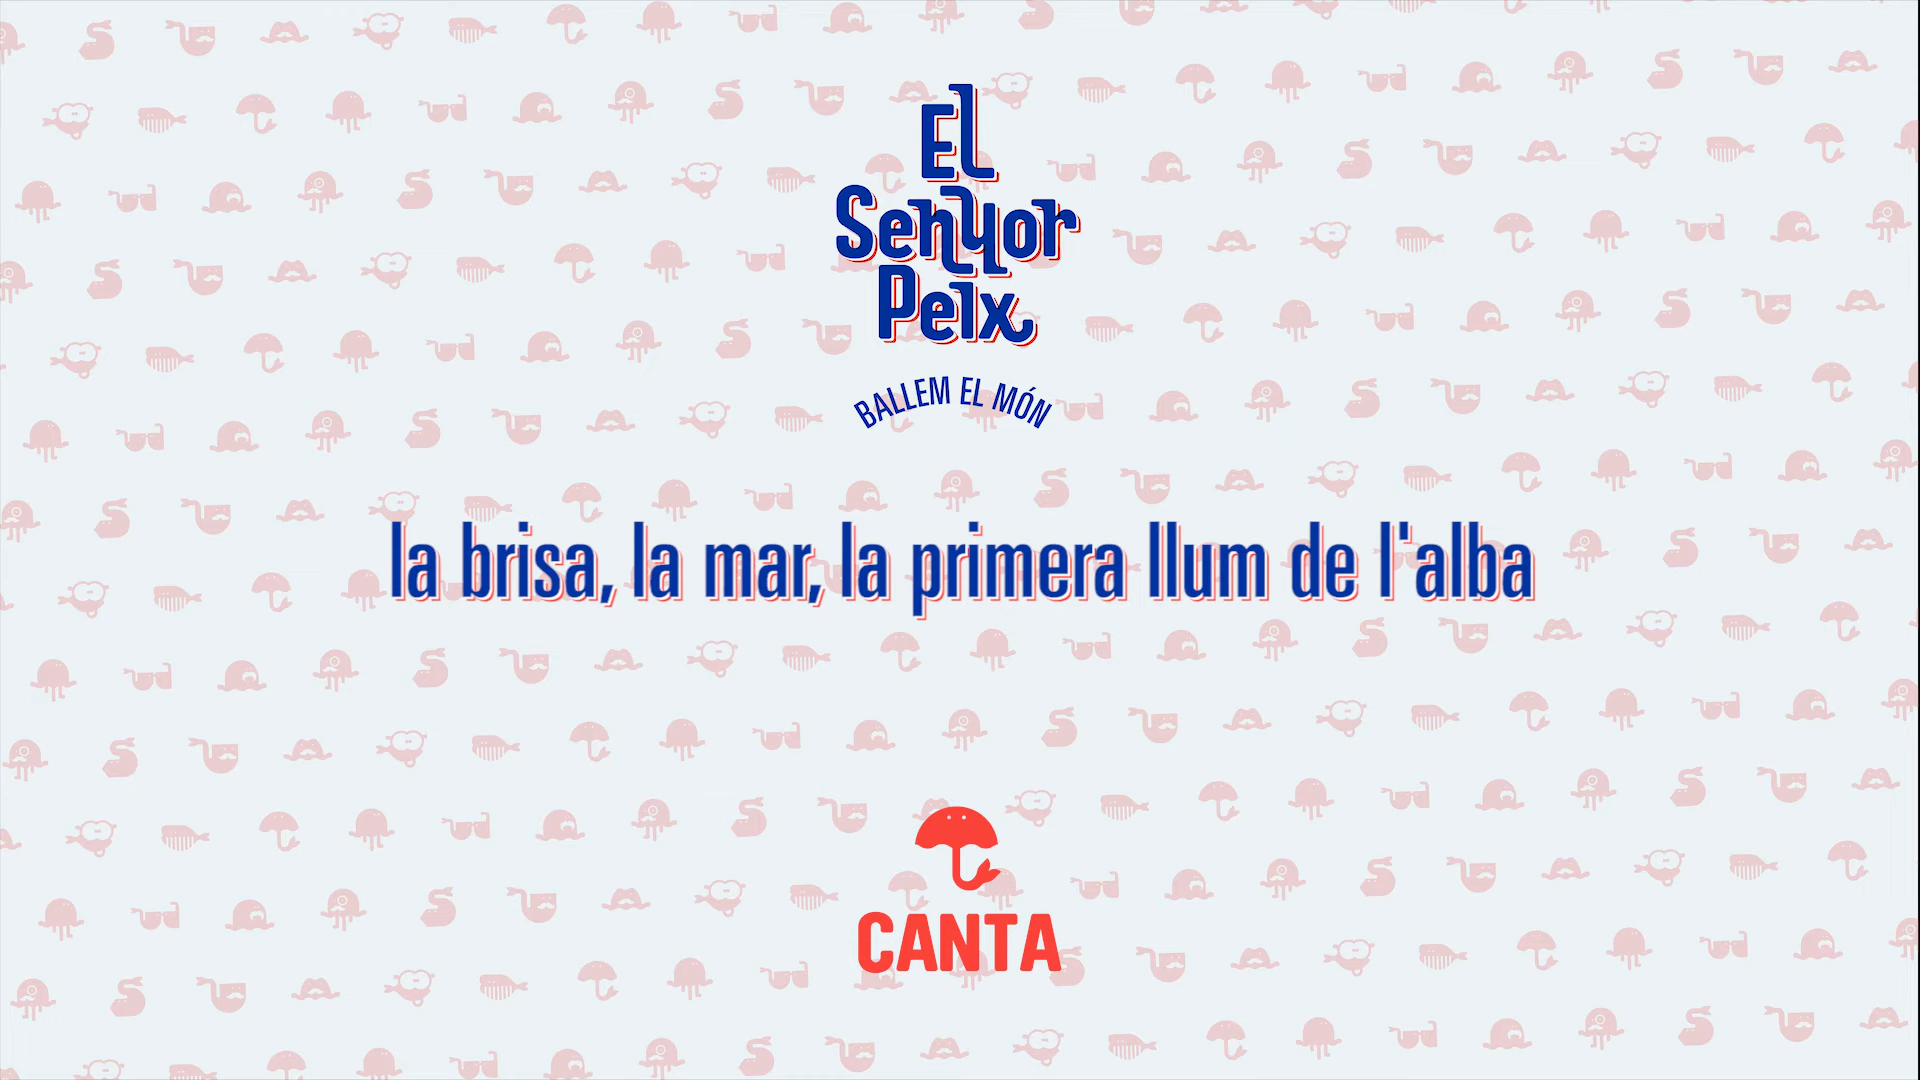 El
Senyor
Peix
BALLEM EL MÓN
la brisa, la mar, la primera llum de l'alba
CANTA